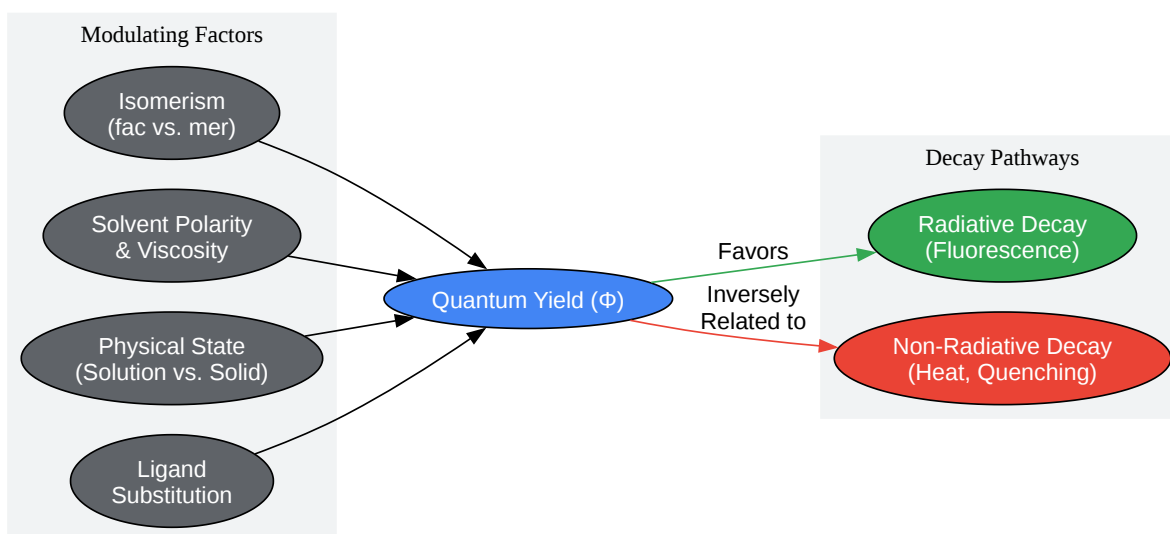 Modulating Factors
Isomerism
(fac vs. mer)
Solvent Polarity
& Viscosity
Physical State
(Solution vs. Solid)
Ligand
Substitution
Quantum Yield (Φ)
Favors
Inversely
Related to
Decay Pathways
Radiative Decay
(Fluorescence)
Non-Radiative Decay
(Heat, Quenching)